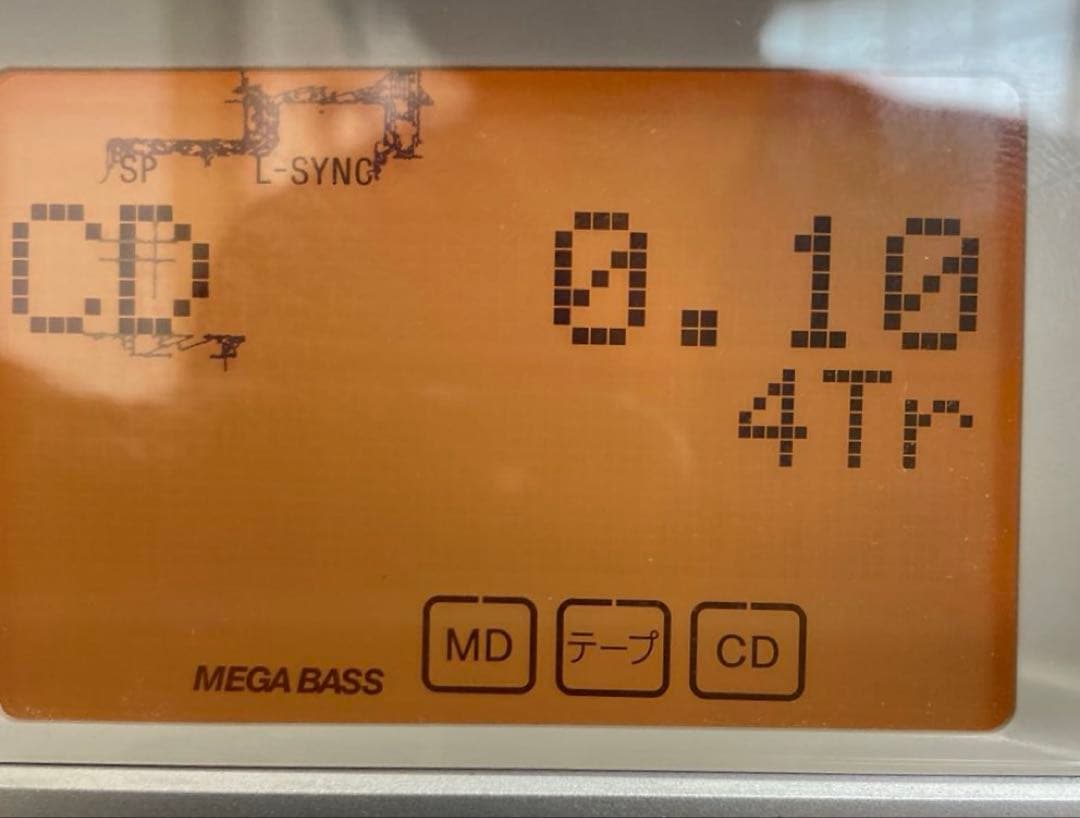 SP L-SYNC
CD 0.10
4Tr
MD テープ CD
MEGA BASS